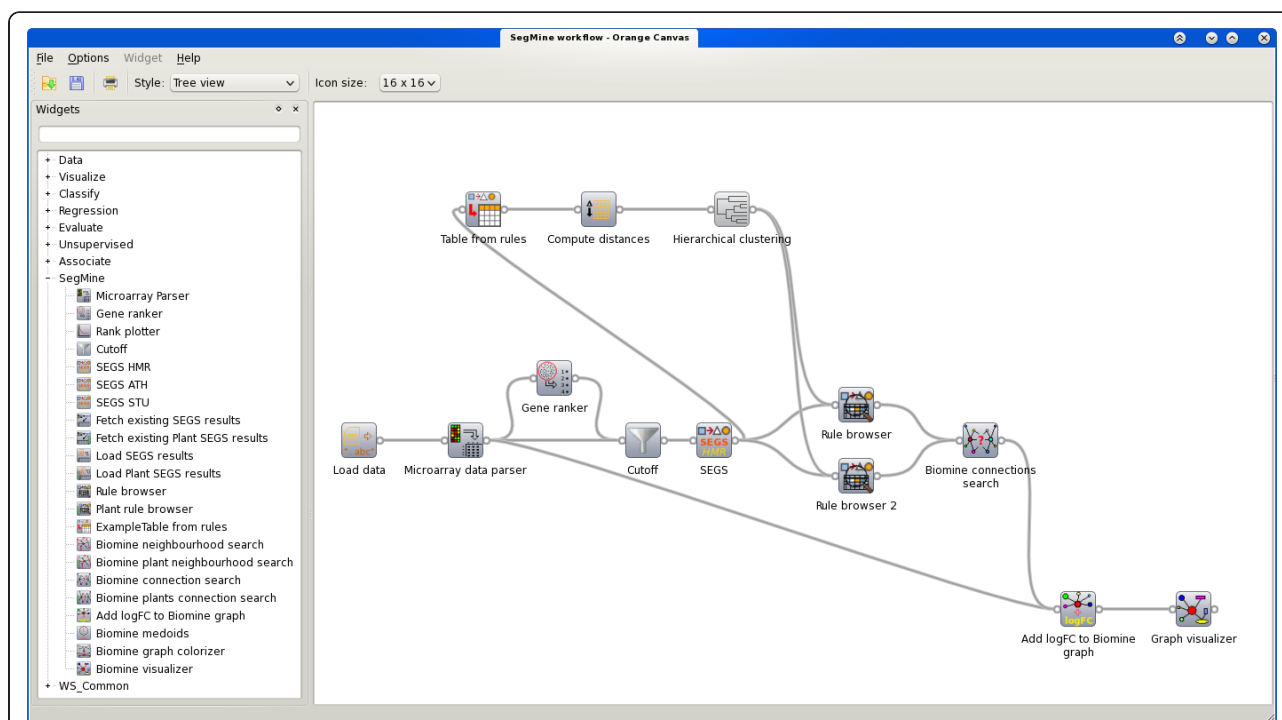 SegMine workflow - Orange Canvas
File Options Widget Help
Style: Tree view Icon size: 16 x 16
Widgets
Data
Visualize
Classify
Regression
Evaluate
Unsupervised
Associate
SegMine
Microarray Parser
Gene ranker
Rank plotter
Cutoff
SEGS HMR
SEGS ATH
SEGS STU
Fetch existing SEGS results
Fetch existing Plant SEGS results
Load SEGS results
Load Plant SEGS results
Rule browser
Plant rule browser
ExampleTable from rules
Biomine neighbourhood search
Biomine plant neighbourhood search
Biomine connection search
Biomine plants connection search
Add logFC to Biomine graph
Biomine medoids
Biomine graph colorizer
Biomine visualizer
WS_Common
Table from rules
Compute distances
Hierarchical clustering
Gene ranker
Rule browser
Load data
Microarray data parser
Cutoff
SEGS
HMR
SEGS
Biomine connections
search
Rule browser 2
logFC
Add logFC to Biomine
graph
Graph visualizer